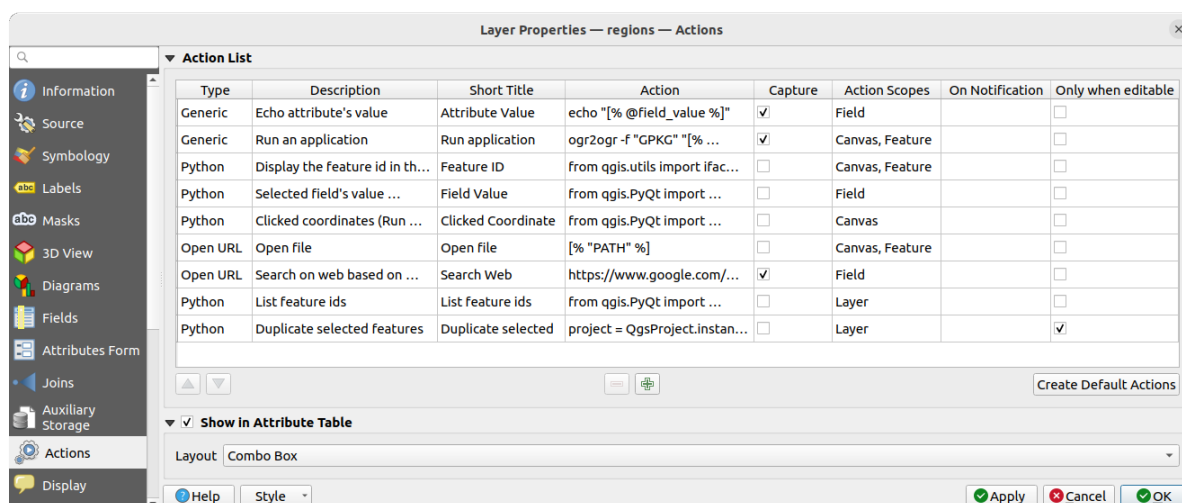 Layer Properties — regions — Actions
Information
Source
Symbology
Labels
Masks
3D View
Diagrams
Fields
Attributes Form
Joins
Auxiliary
Storage
Actions
Display
Action List
Type Description Short Title Action Capture Action Scopes On Notification Only when editable
Generic Echo attribute's value Attribute Value echo "[% @field_value %]" Field
Generic Run an application Run application ogr2ogr -f "GPKG" "[% … Canvas, Feature
Python Display the feature id in th… Feature ID from qgis.utils import ifac… Canvas, Feature
Python Selected field's value … Field Value from qgis.PyQt import … Field
Python Clicked coordinates (Run … Clicked Coordinate from qgis.PyQt import … Canvas
Open URL Open file Open file [% "PATH" %] Canvas, Feature
Open URL Search on web based on … Search Web https://www.google.com/… Field
Python List feature ids List feature ids from qgis.PyQt import … Layer
Python Duplicate selected features Duplicate selected project = QgsProject.instan… Layer
Create Default Actions
Show in Attribute Table
Layout Combo Box
Help Style Apply Cancel OK